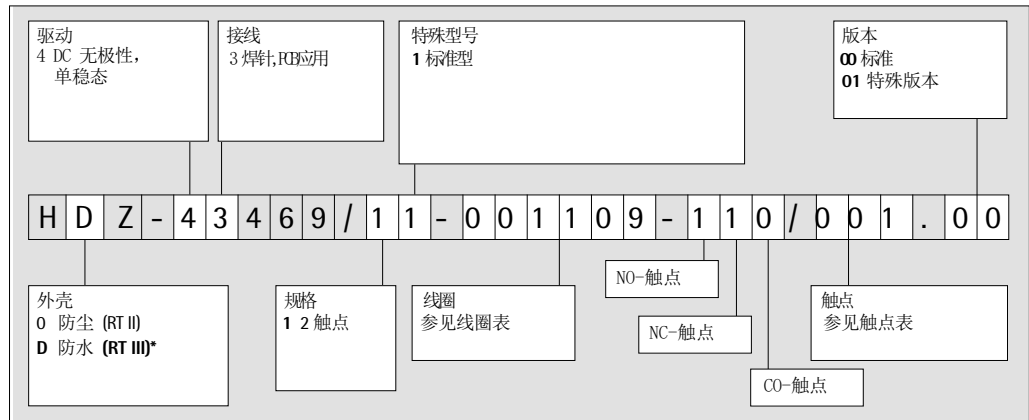 驱动
4 DC 无极性，
单稳态
接线
3 焊针,PCB应用
特殊型号
1 标准型
版本
00 标准
01 特殊版本
H D Z - 4 3 4 6 9 / 1 1 - 0 0 1 1 0 9 - 1 1 0 / 0 0 1 . 0 0
外壳
0 防尘 (RT II)
D 防水 (RT III)*
规格
1 2 触点
线圈
参见线圈表
NO-触点
NC-触点
CO-触点
触点
参见触点表